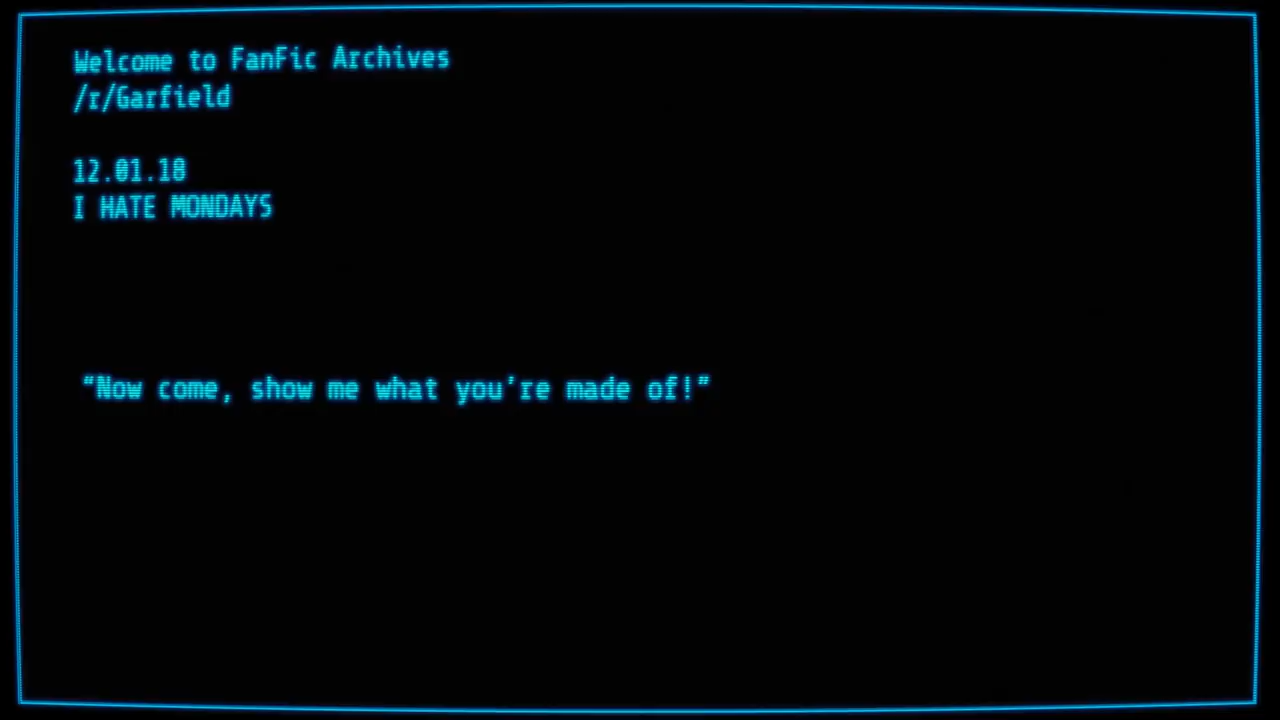 Welcome to FanFic Archives
/r/Garfield
12.01.18
I HATE MONDAYS
“Now come, show me what you’re made of!”